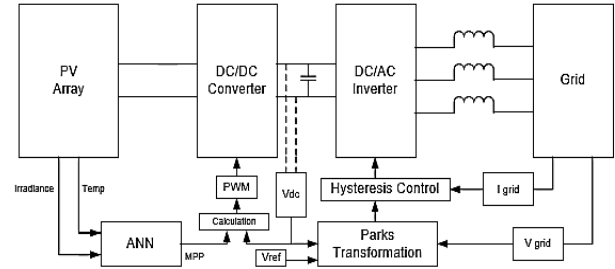 PV
Array
DC/DC
Converter
DC/AC
Inverter
Grid
Irradiance
Temp
PWM
Vdc
Hysteresis Control
I grid
Calculation
ANN
MPP
Vref
Parks
Transformation
V grid